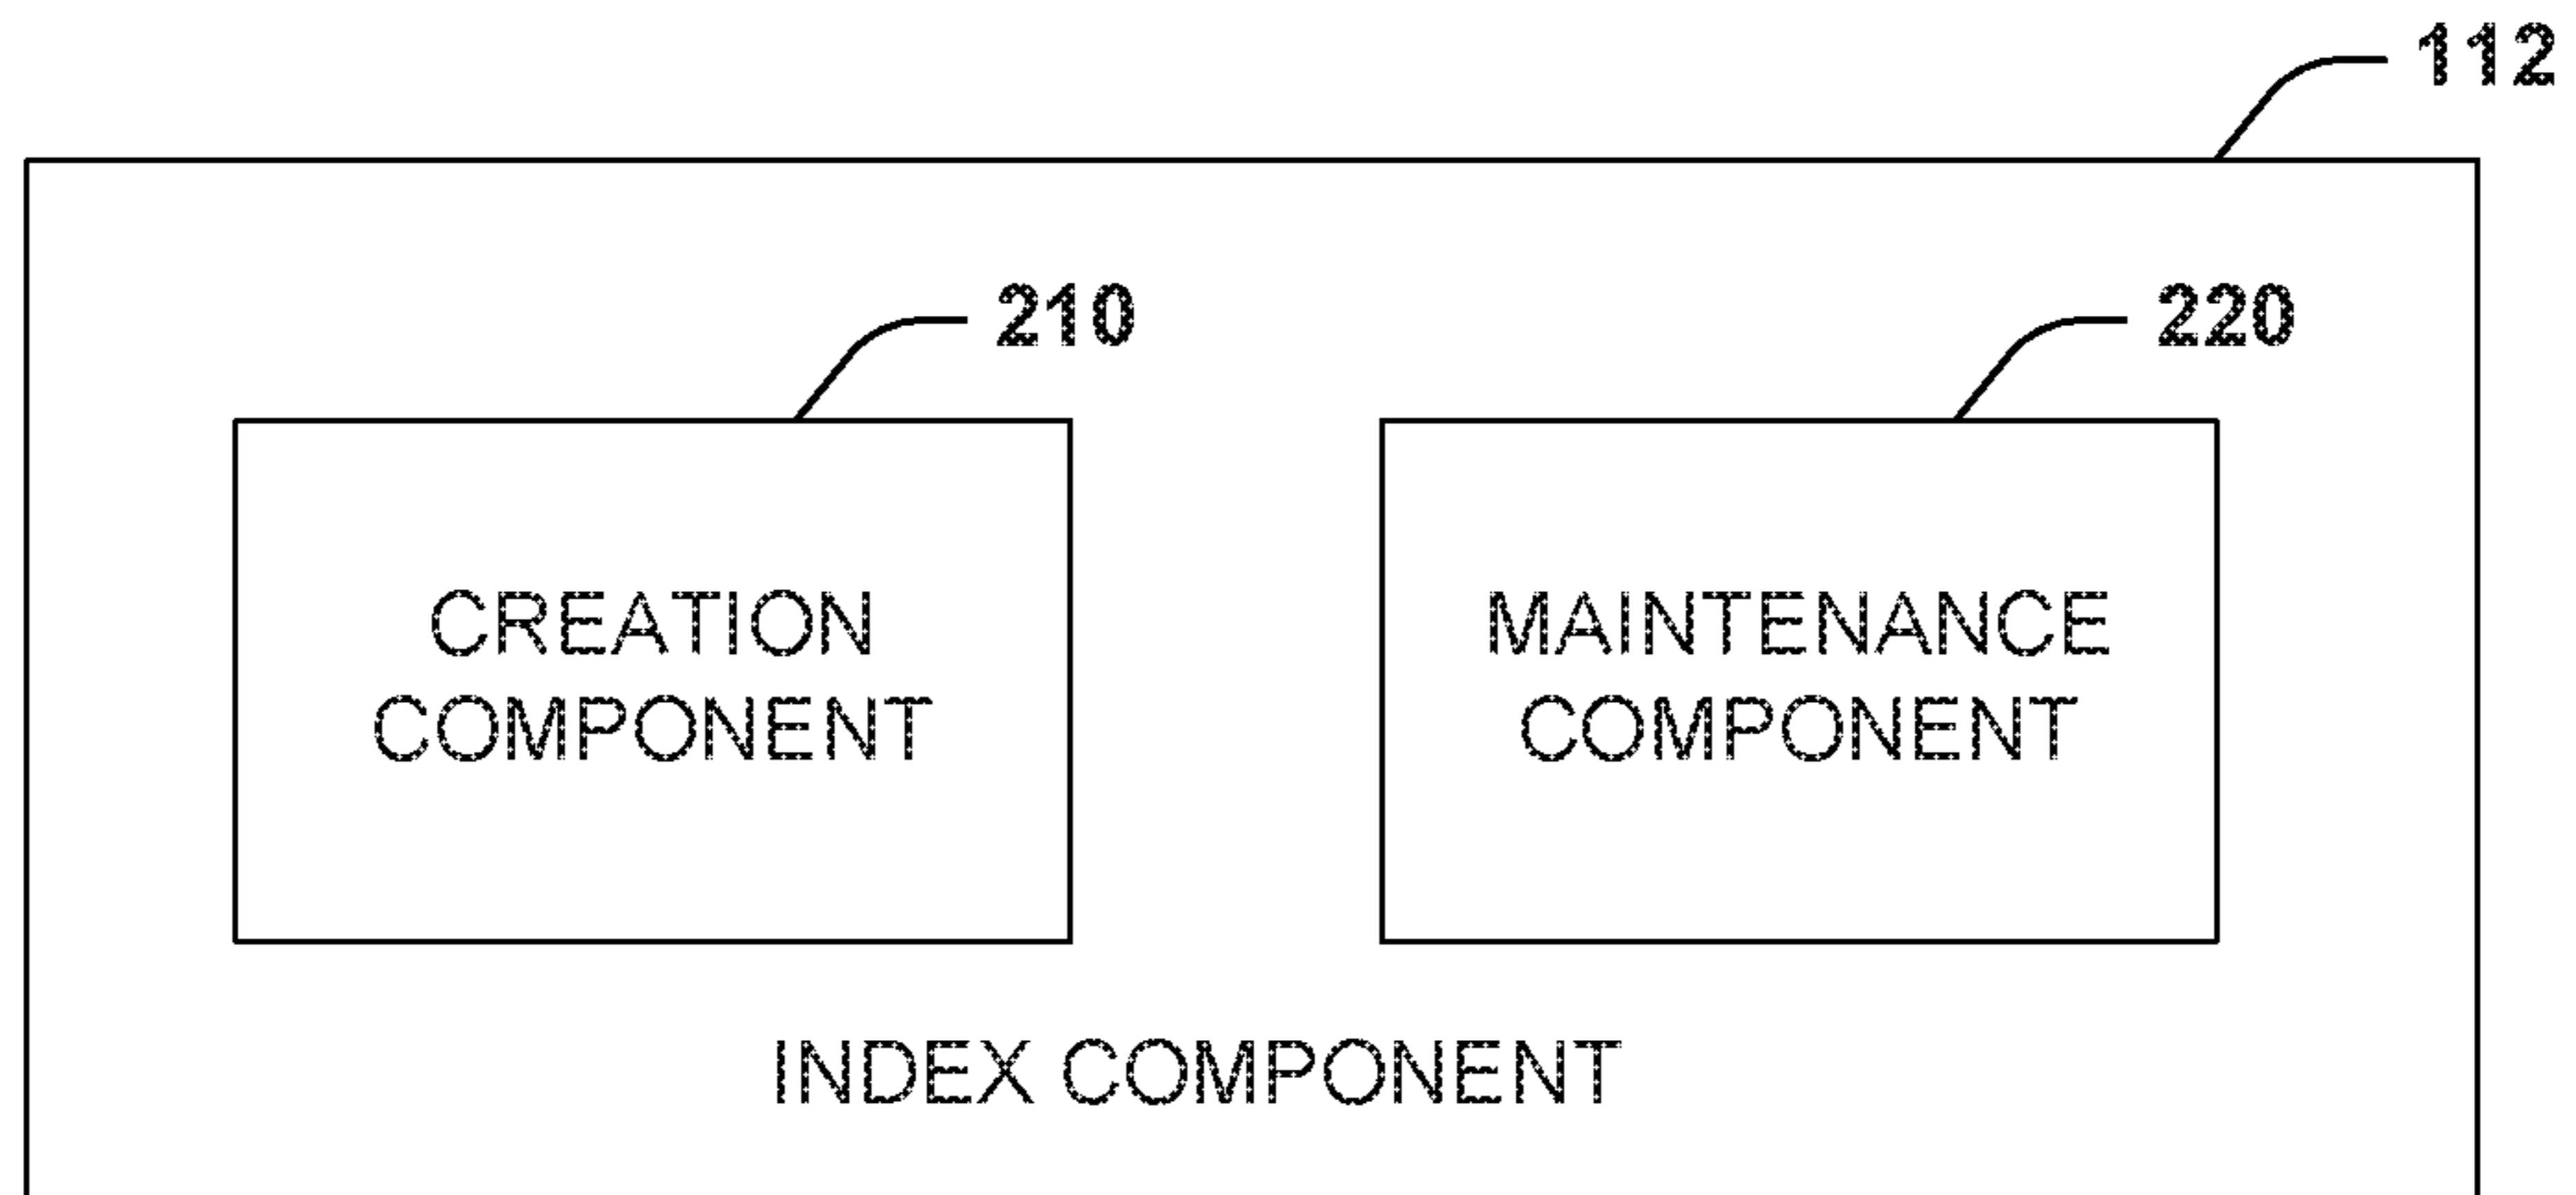 112
210
220
CREATION
COMPONENT
MAINTENANCE
COMPONENT
INDEX COMPONENT